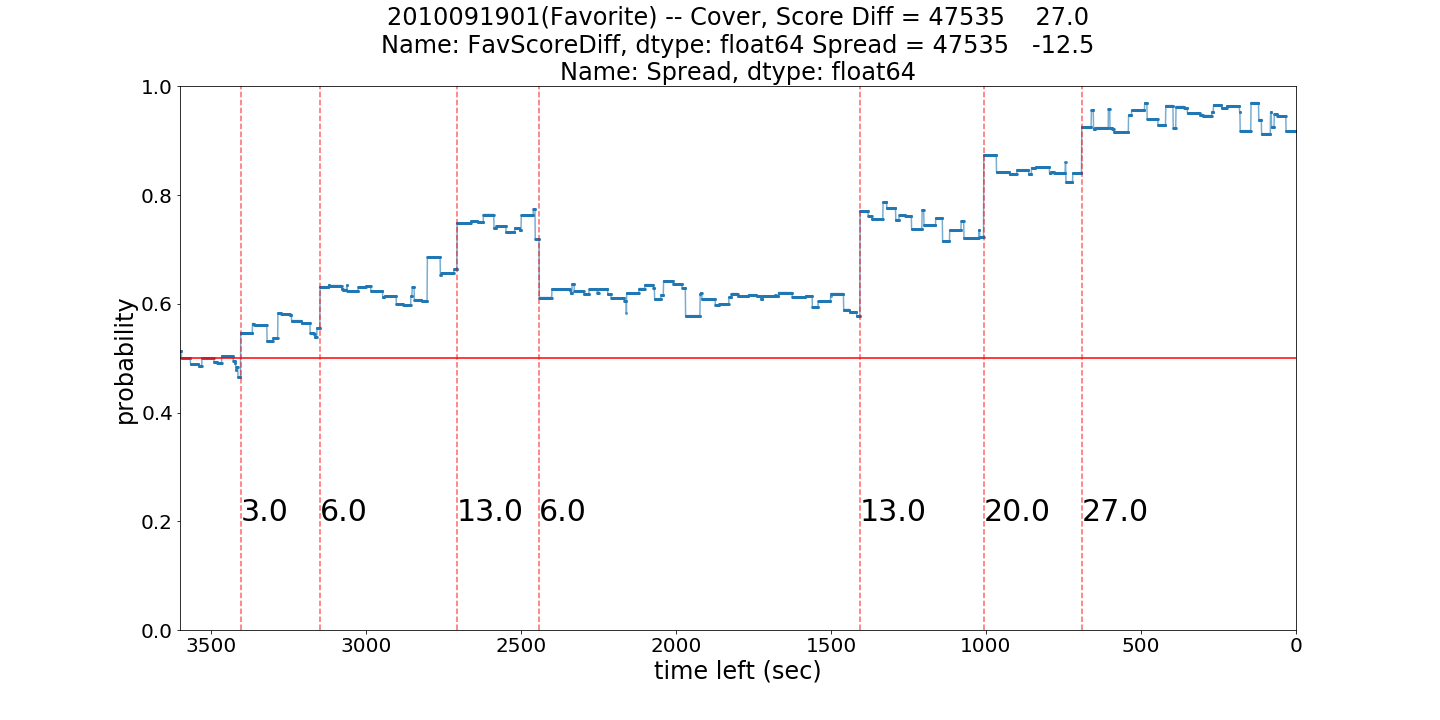 2010091901(Favorite) -- Cover, Score Diff = 47535    27.0
Name: FavScoreDiff, dtype: float64 Spread = 47535   -12.5
Name: Spread, dtype: float64
1.0
0.8
0.6
0.4
0.2
0.0
probability
3.0 6.0 13.0 6.0 13.0 20.0 27.0
3500 3000 2500 2000 1500 1000 500 0
time left (sec)